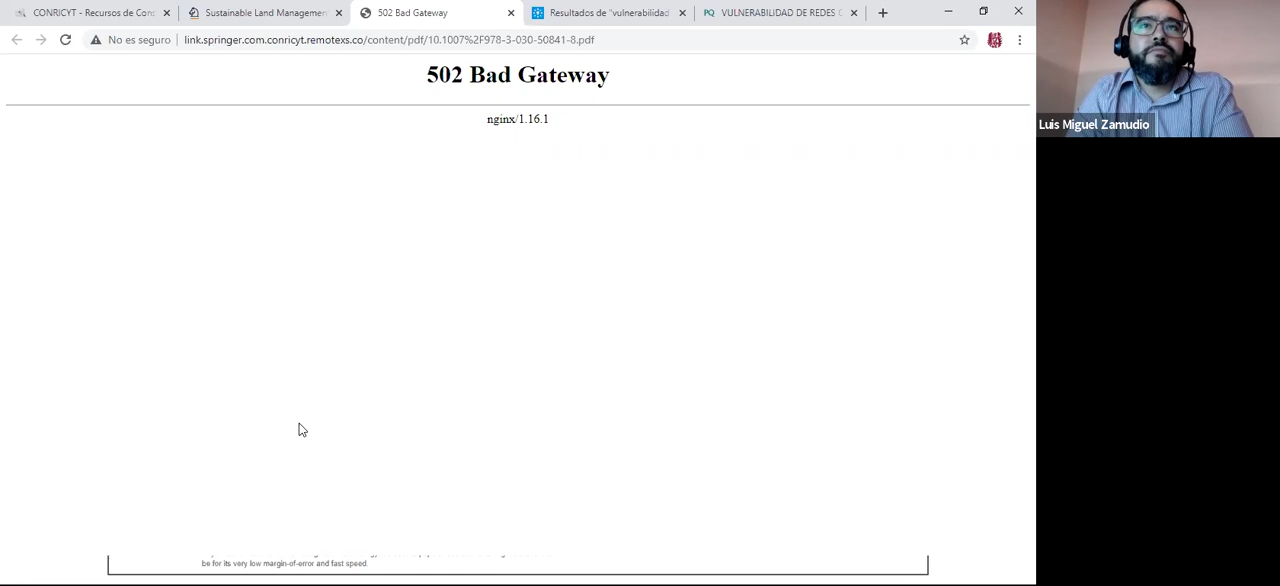 CONRICYT - Recursos de Conc
Sustainable Land Managemen
502 Bad Gateway
Resultados de "vulnerabilidad
PQ VULNERABILIDAD DE REDES C
No es seguro
link.springer.com.conricyt.remotexs.co/content/pdf/10.1007%2F978-3-030-50841-8.pdf
502 Bad Gateway
nginx/1.16.1
Luis Miguel Zamudio
be for its very low margin-of-error and fast speed.